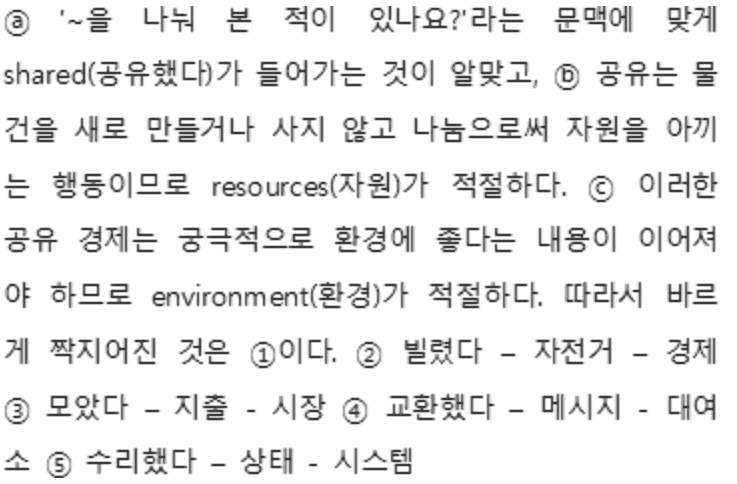 ⓐ '~을 나눠 본 적이 있나요?'라는 문맥에 맞게
shared(공유했다)가 들어가는 것이 알맞고, ⓑ 공유는 물
건을 새로 만들거나 사지 않고 나눔으로써 자원을 아끼
는 행동이므로 resources(자원)가 적절하다. ⓒ 이러한
공유 경제는 궁극적으로 환경에 좋다는 내용이 이어져
야 하므로 environment(환경)가 적절하다. 따라서 바르
게 짝지어진 것은 ①이다. ② 빌렸다 – 자전거 – 경제
③ 모았다 – 지출 - 시장 ④ 교환했다 – 메시지 - 대여
소 ⑤ 수리했다 – 상태 - 시스템